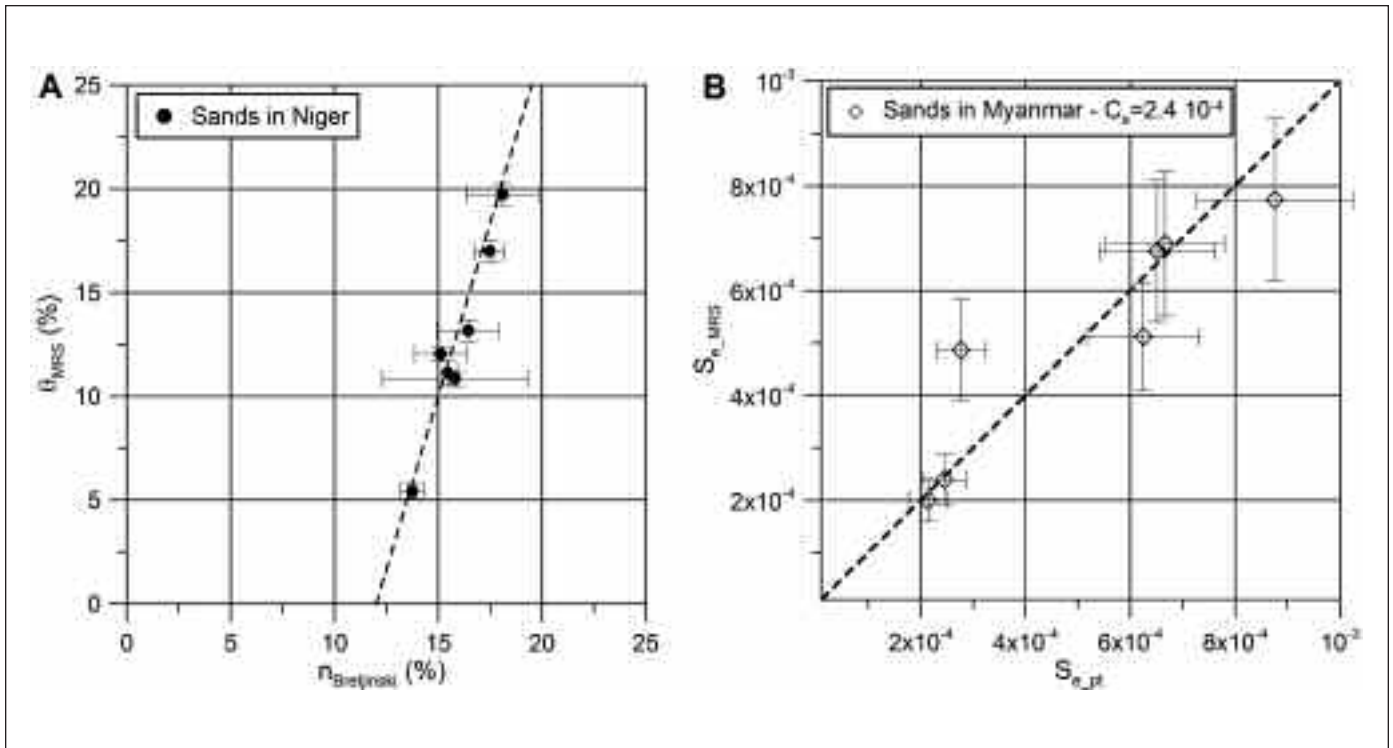 A
25
Sands in Niger
20
15
10
5
0
θMRS (%)
0 5 10 15 20 25
nBretjinski (%)
B
10-3
Sands in Myanmar - Ce=2.4 10-4
8x10-4
6x10-4
4x10-4
2x10-4
Se_MRS
2x10-4 4x10-4 6x10-4 8x10-4 10-3
Se_pt